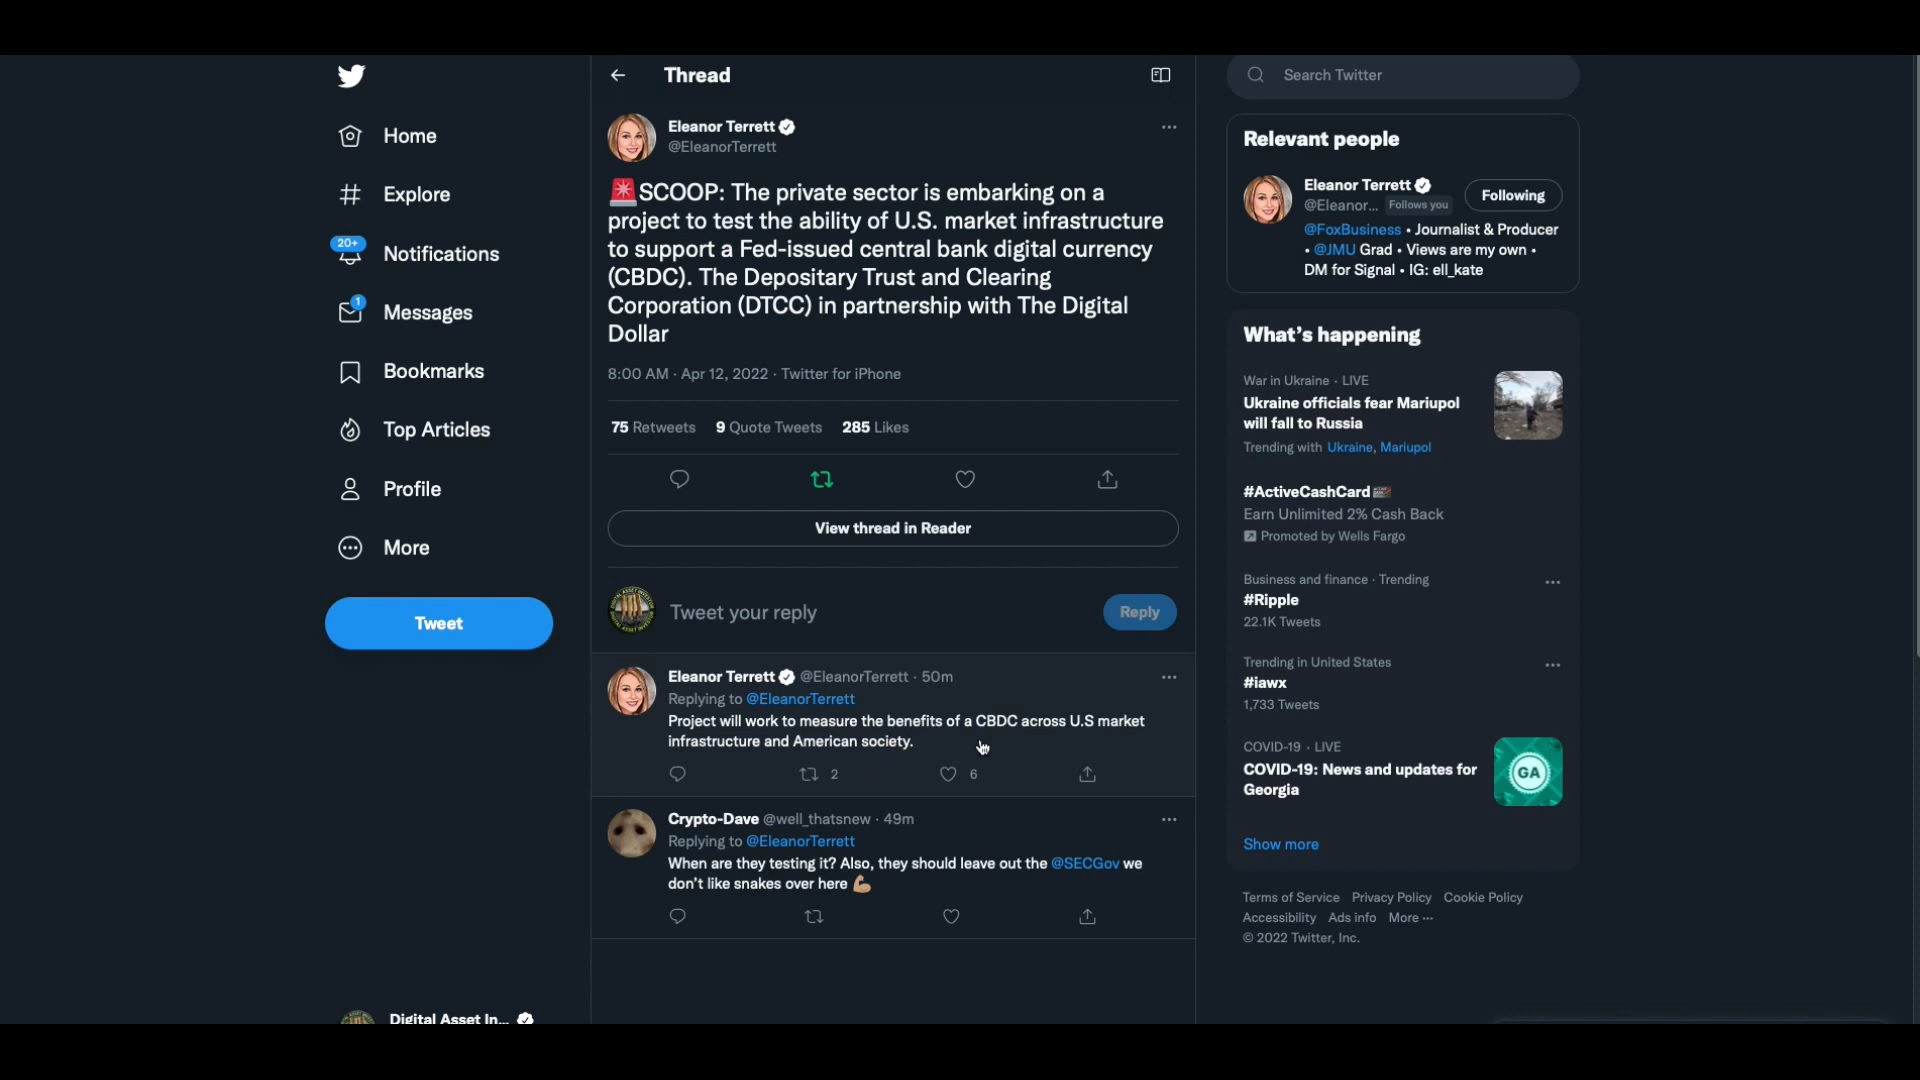 Home
Explore
20+
Notifications
1
Messages
Bookmarks
Top Articles
Profile
More
Tweet
Digital Asset In...
Thread
Eleanor Terrett
@EleanorTerrett
🚨SCOOP: The private sector is embarking on a
project to test the ability of U.S. market infrastructure
to support a Fed-issued central bank digital currency
(CBDC). The Depositary Trust and Clearing
Corporation (DTCC) in partnership with The Digital
Dollar
8:00 AM · Apr 12, 2022 · Twitter for iPhone
75 Retweets 9 Quote Tweets 285 Likes
View thread in Reader
Tweet your reply
Reply
Eleanor Terrett @EleanorTerrett · 50m
Replying to @EleanorTerrett
Project will work to measure the benefits of a CBDC across U.S market
infrastructure and American society.
2 6
Crypto-Dave @well_thatsnew · 49m
Replying to @EleanorTerrett
When are they testing it? Also, they should leave out the @SECGov we
don't like snakes over here 💪🏽
Search Twitter
Relevant people
Eleanor Terrett
@Eleanor... Follows you
Following
@FoxBusiness • Journalist & Producer
• @JMU Grad • Views are my own •
DM for Signal • IG: ell_kate
What's happening
War in Ukraine · LIVE
Ukraine officials fear Mariupol
will fall to Russia
Trending with Ukraine, Mariupol
#ActiveCashCard
Earn Unlimited 2% Cash Back
Promoted by Wells Fargo
Business and finance · Trending
#Ripple
22.1K Tweets
Trending in United States
#iawx
1,733 Tweets
COVID-19 · LIVE
COVID-19: News and updates for
Georgia
GA
Show more
Terms of Service Privacy Policy Cookie Policy
Accessibility Ads info More ···
© 2022 Twitter, Inc.